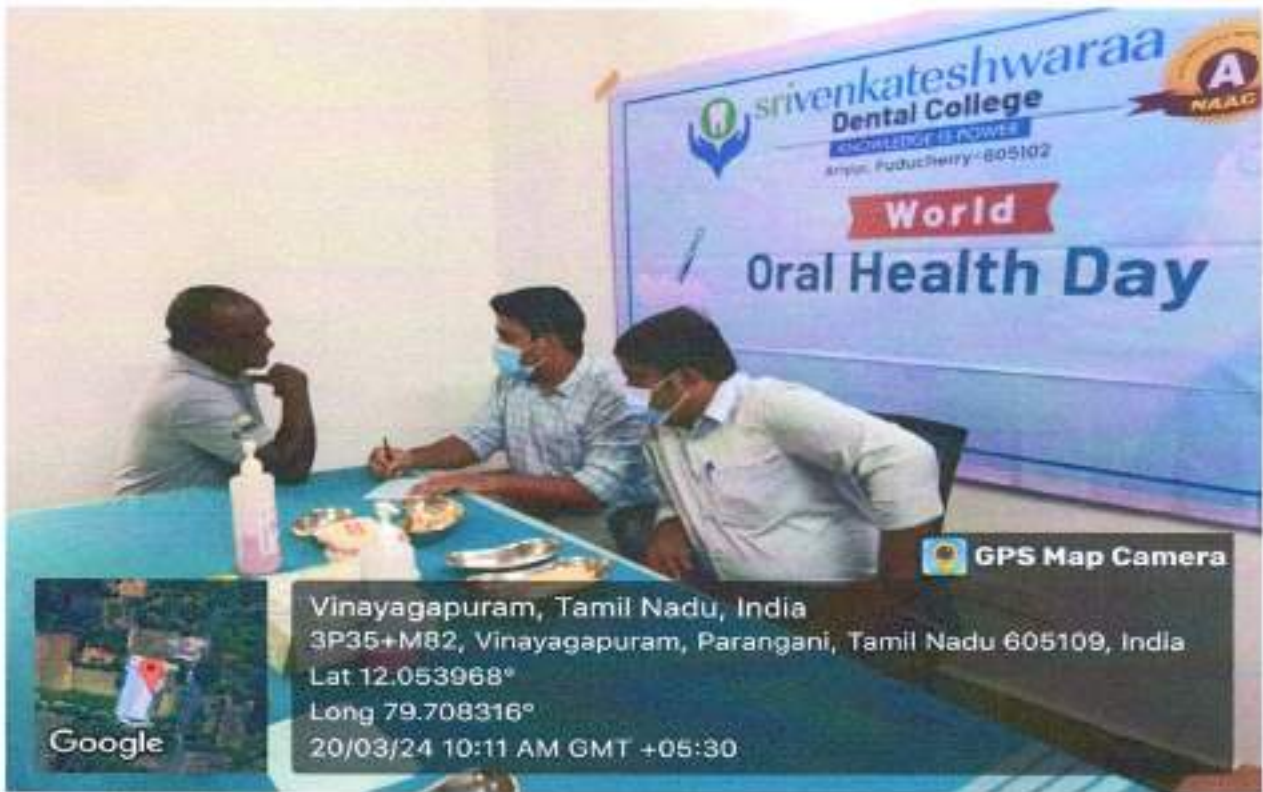 srivenkateshwaraa
Dental College
KNOWLEDGE IS POWER
Ariyur, Puducherry-605102
A
NAAC
World
Oral Health Day
GPS Map Camera
Vinayagapuram, Tamil Nadu, India
3P35+M82, Vinayagapuram, Parangani, Tamil Nadu 605109, India
Lat 12.053968°
Long 79.708316°
20/03/24 10:11 AM GMT +05:30
Google